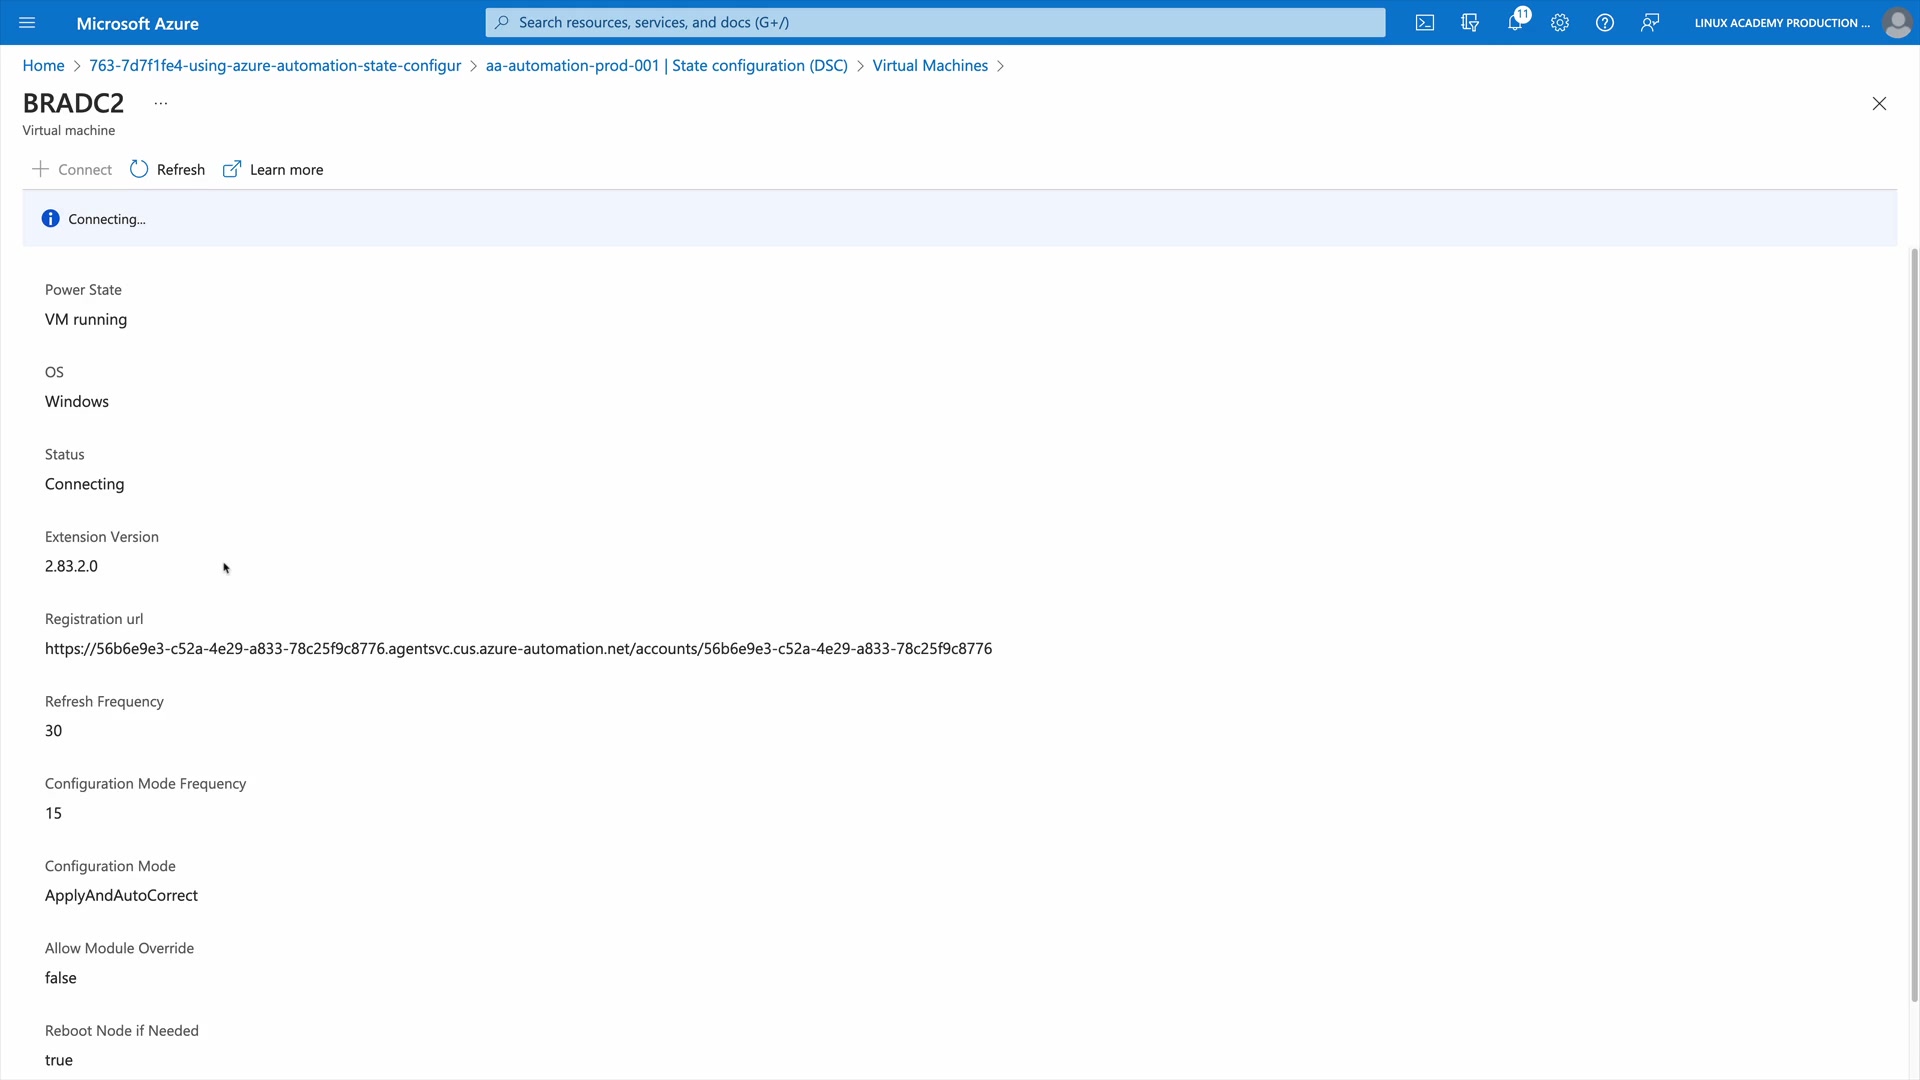 Microsoft Azure
Search resources, services, and docs (G+/)
11
LINUX ACADEMY PRODUCTION ...
Home > 763-7d7f1fe4-using-azure-automation-state-configur > aa-automation-prod-001 | State configuration (DSC) > Virtual Machines >
BRADC2 ...
Virtual machine
Connect Refresh Learn more
Connecting...
Power State
VM running
OS
Windows
Status
Connecting
Extension Version
2.83.2.0
Registration url
https://56b6e9e3-c52a-4e29-a833-78c25f9c8776.agentsvc.cus.azure-automation.net/accounts/56b6e9e3-c52a-4e29-a833-78c25f9c8776
Refresh Frequency
30
Configuration Mode Frequency
15
Configuration Mode
ApplyAndAutoCorrect
Allow Module Override
false
Reboot Node if Needed
true